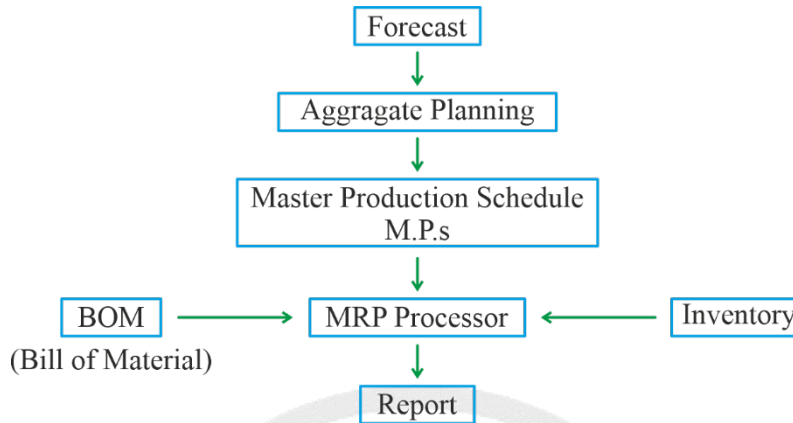 Forecast
Aggragate Planning
Master Production Schedule
M.P.s
BOM
MRP Processor
Inventory
(Bill of Material)
Report